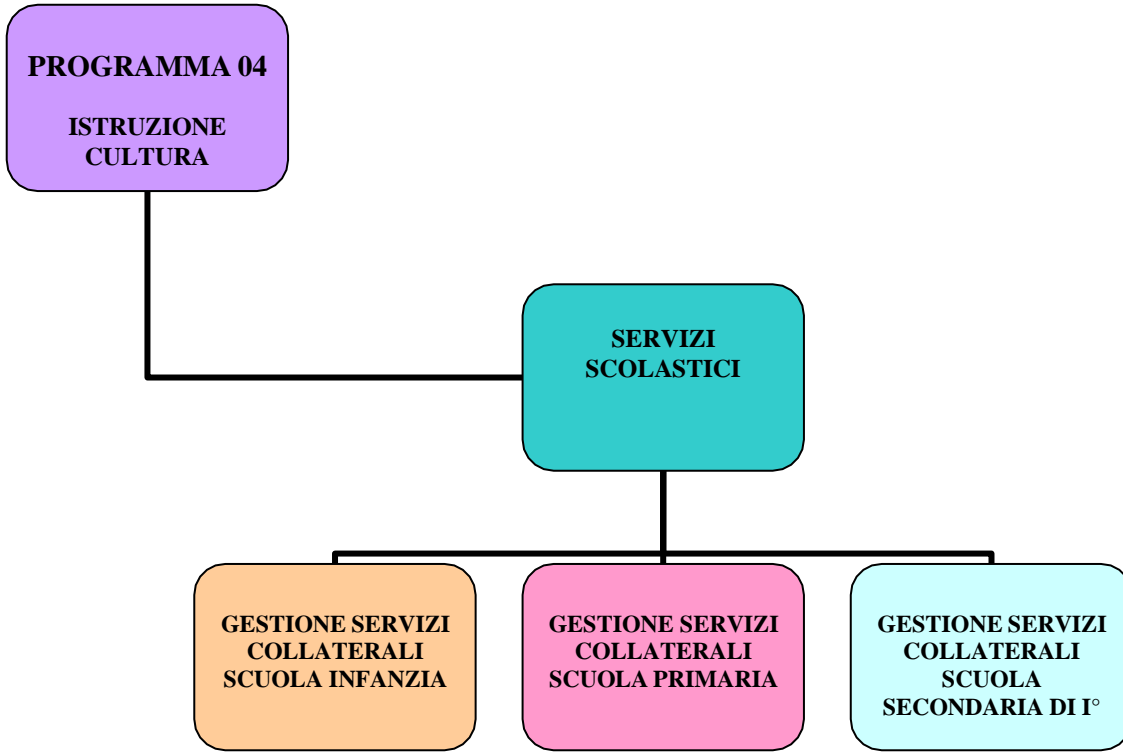 PROGRAMMA 04
ISTRUZIONE
CULTURA
SERVIZI
SCOLASTICI
GESTIONE SERVIZI
COLLATERALI
SCUOLA INFANZIA
GESTIONE SERVIZI
COLLATERALI
SCUOLA PRIMARIA
GESTIONE SERVIZI
COLLATERALI
SCUOLA
SECONDARIA DI I°